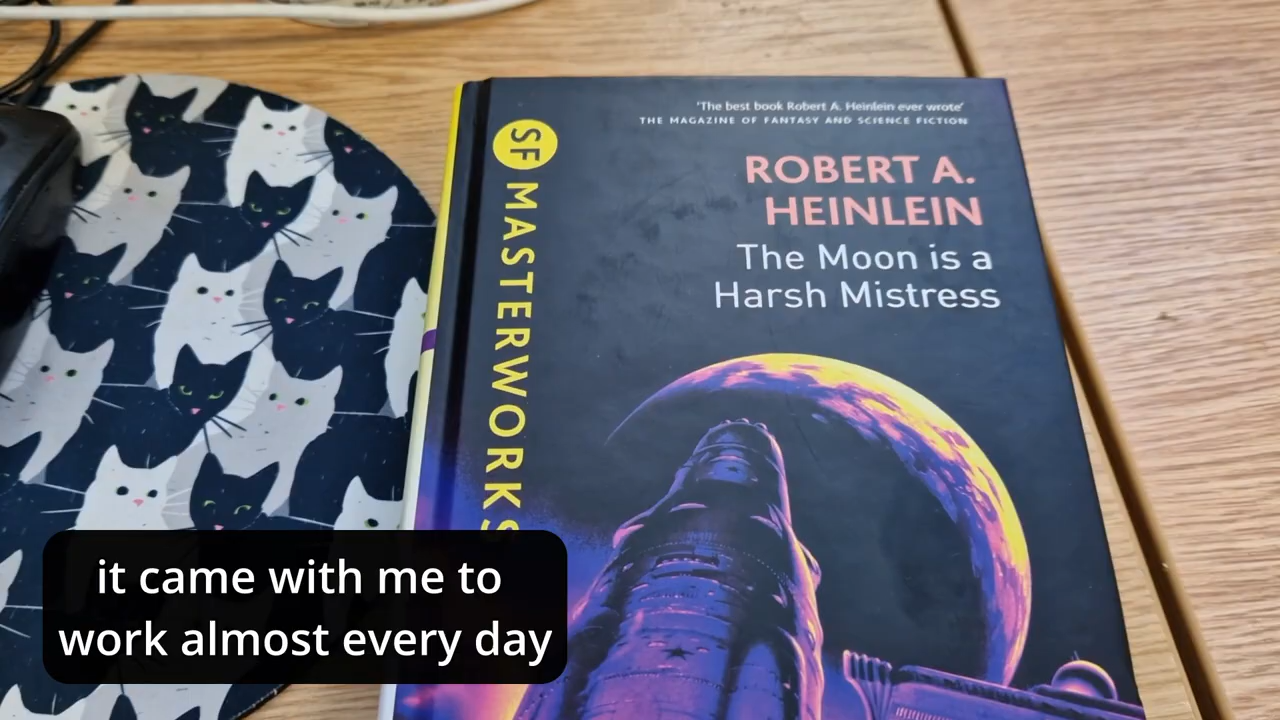 'The best book Robert A. Heinlein ever wrote'
THE MAGAZINE OF FANTASY AND SCIENCE FICTION
ROBERT A.
HEINLEIN
The Moon is a
Harsh Mistress
SF MASTERWORKS
it came with me to
work almost every day